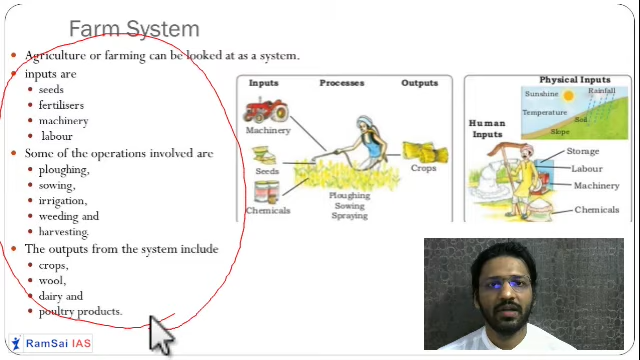 Farm System
Agriculture or farming can be looked at as a system.
inputs are
seeds
fertilisers
machinery
labour
Some of the operations involved are
ploughing,
sowing,
irrigation,
weeding and
harvesting.
The outputs from the system include
crops,
wool,
dairy and
poultry products.
Inputs
Processes
Outputs
Machinery
Seeds
Chemicals
Crops
Ploughing
Sowing
Spraying
Physical Inputs
Sunshine
Rainfall
Temperature
Soil
Slope
Human
Inputs
Storage
Labour
Machinery
Chemicals
RamSai IAS